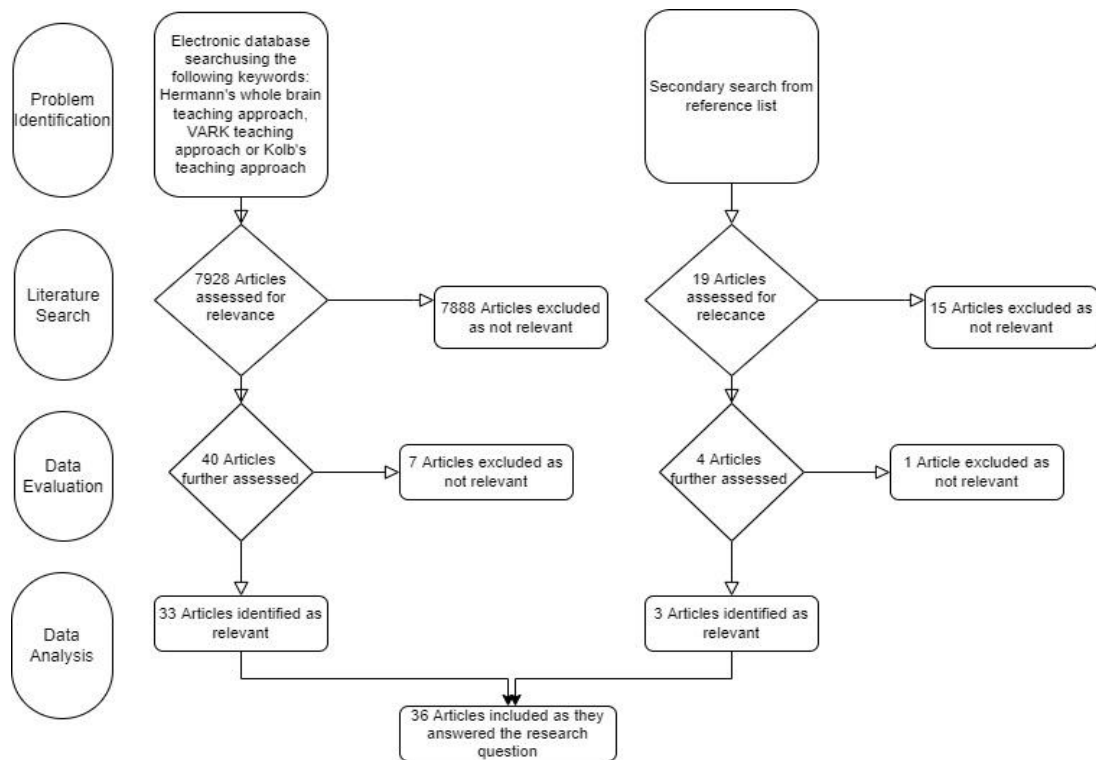 Problem
Identification
Electronic database
searchusing the
following keywords:
Hermann's whole brain
teaching approach,
VARK teaching
approach or Kolb's
teaching approach
Secondary search from
reference list
Literature
Search
7928 Articles
assessed for
relevance
7888 Articles excluded
as not relevant
19 Articles
assessed for
relecance
15 Articles excluded as
not relevant
Data
Evaluation
40 Articles
further assessed
7 Articles excluded as
not relevant
4 Articles
further assessed
1 Article excluded as
not relevant
Data
Analysis
33 Articles identified as
relevant
3 Articles identified as
relevant
36 Articles included as they
answered the research
question